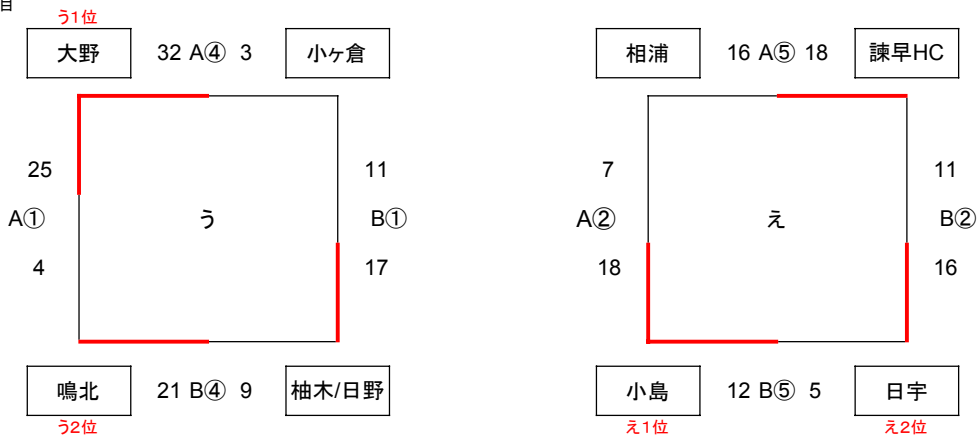 目
う1位
大野 32 A④ 3 小ヶ倉
相浦 16 A⑤ 18 諫早HC
25 11
7 11
A① う B①
A② え B②
4 17
18 16
鳴北 21 B④ 9 柚木/日野
小島 12 B⑤ 5 日宇
う2位
え1位 え2位